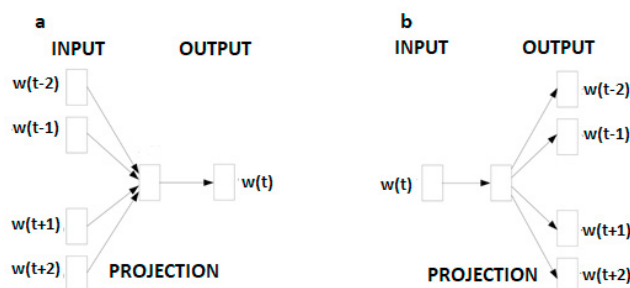 a
INPUT OUTPUT
w(t-2)
w(t-1)
w(t)
w(t+1)
w(t+2)
PROJECTION
b
INPUT OUTPUT
w(t-2)
w(t-1)
w(t)
w(t+1)
w(t+2)
PROJECTION